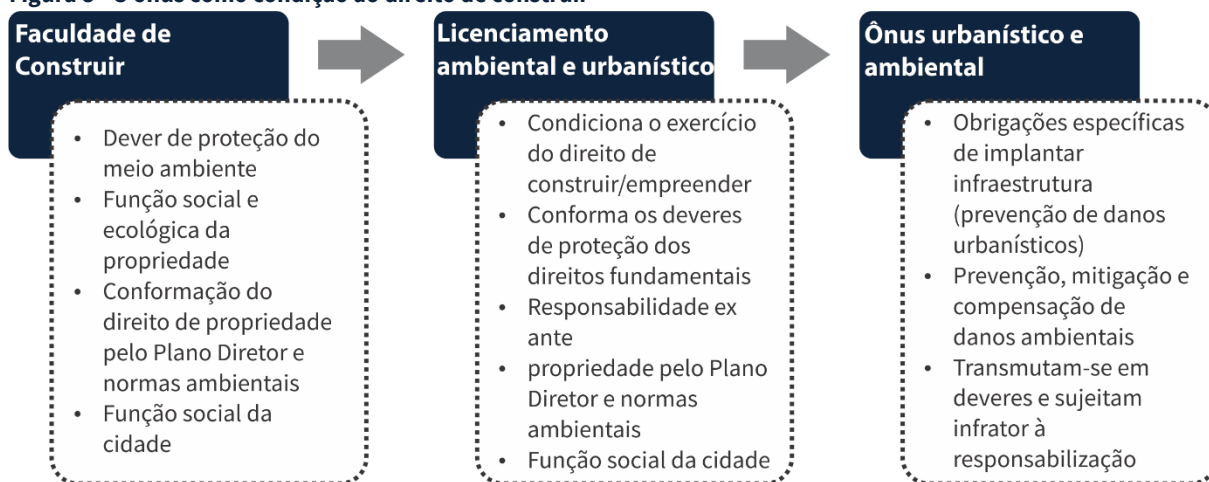 Faculdade de
Construir
• Dever de proteção do
meio ambiente
• Função social e
ecológica da
propriedade
• Conformação do
direito de propriedade
pelo Plano Diretor e
normas ambientais
• Função social da
cidade
Licenciamento
ambiental e urbanístico
• Condiciona o exercício
do direito de
construir/empreender
• Conforma os deveres
de proteção dos
direitos fundamentais
• Responsabilidade ex
ante
• propriedade pelo Plano
Diretor e normas
ambientais
• Função social da cidade
Ônus urbanístico e
ambiental
• Obrigações específicas
de implantar
infraestrutura
(prevenção de danos
urbanísticos)
• Prevenção, mitigação e
compensação de
danos ambientais
• Transmutam-se em
deveres e sujeitam
infrator à
responsabilização